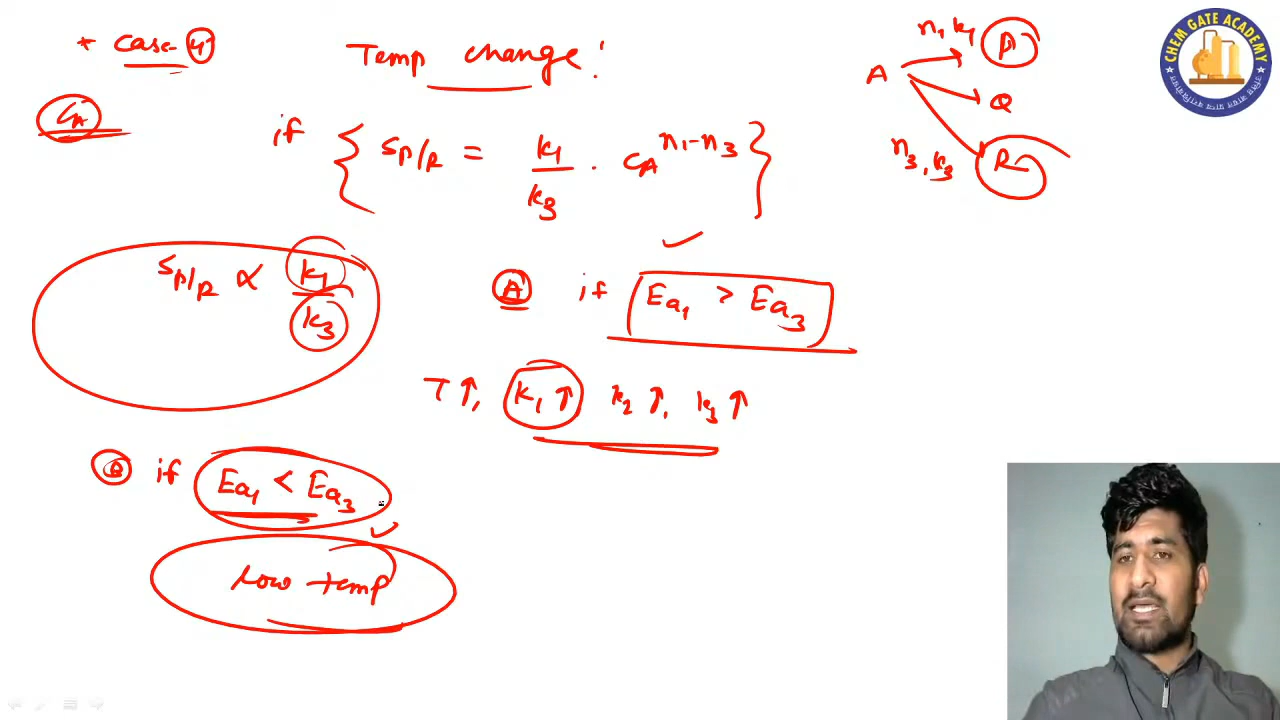 * Case-4
Temp change!
CA
if { SP/R = k1/k3 . CA^n1-n3 }
n1 k1
P
A
Q
n3, k3
R
CHEM GATE ACADEMY
SP/R ∝ k1/k3
A if Ea1 > Ea3
T↑, k1↑ k2↑, k3↑
B if Ea1 < Ea3
low temp